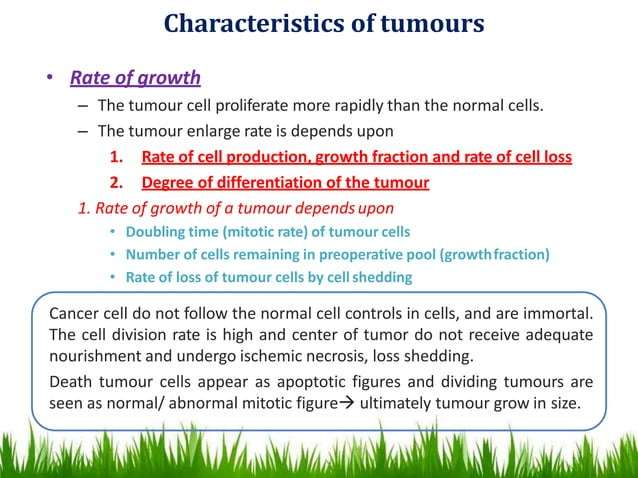 Characteristics of tumours
• Rate of growth
– The tumour cell proliferate more rapidly than the normal cells.
– The tumour enlarge rate is depends upon
1. Rate of cell production, growth fraction and rate of cell loss
2. Degree of differentiation of the tumour
1. Rate of growth of a tumour depends upon
• Doubling time (mitotic rate) of tumour cells
• Number of cells remaining in preoperative pool (growth fraction)
• Rate of loss of tumour cells by cell shedding
Cancer cell do not follow the normal cell controls in cells, and are immortal.
The cell division rate is high and center of tumor do not receive adequate
nourishment and undergo ischemic necrosis, loss shedding.
Death tumour cells appear as apoptotic figures and dividing tumours are
seen as normal/ abnormal mitotic figure→ ultimately tumour grow in size.